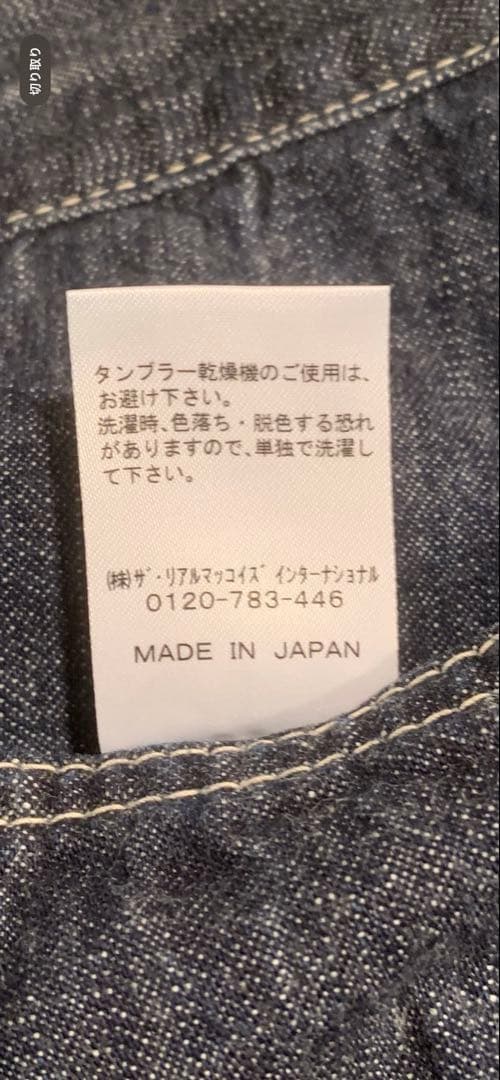 切り取り
タンブラー乾燥機のご使用は、
お避け下さい。
洗濯時、色落ち・脱色する恐れ
がありますので、単独で洗濯し
て下さい。
㈱ｻﾞ･ﾘｱﾙﾏｯｺｲｽﾞ ｲﾝﾀｰﾅｼｮﾅﾙ
0120-783-446
MADE IN JAPAN